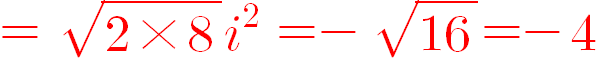 = √2×8 i² = − √16 = − 4